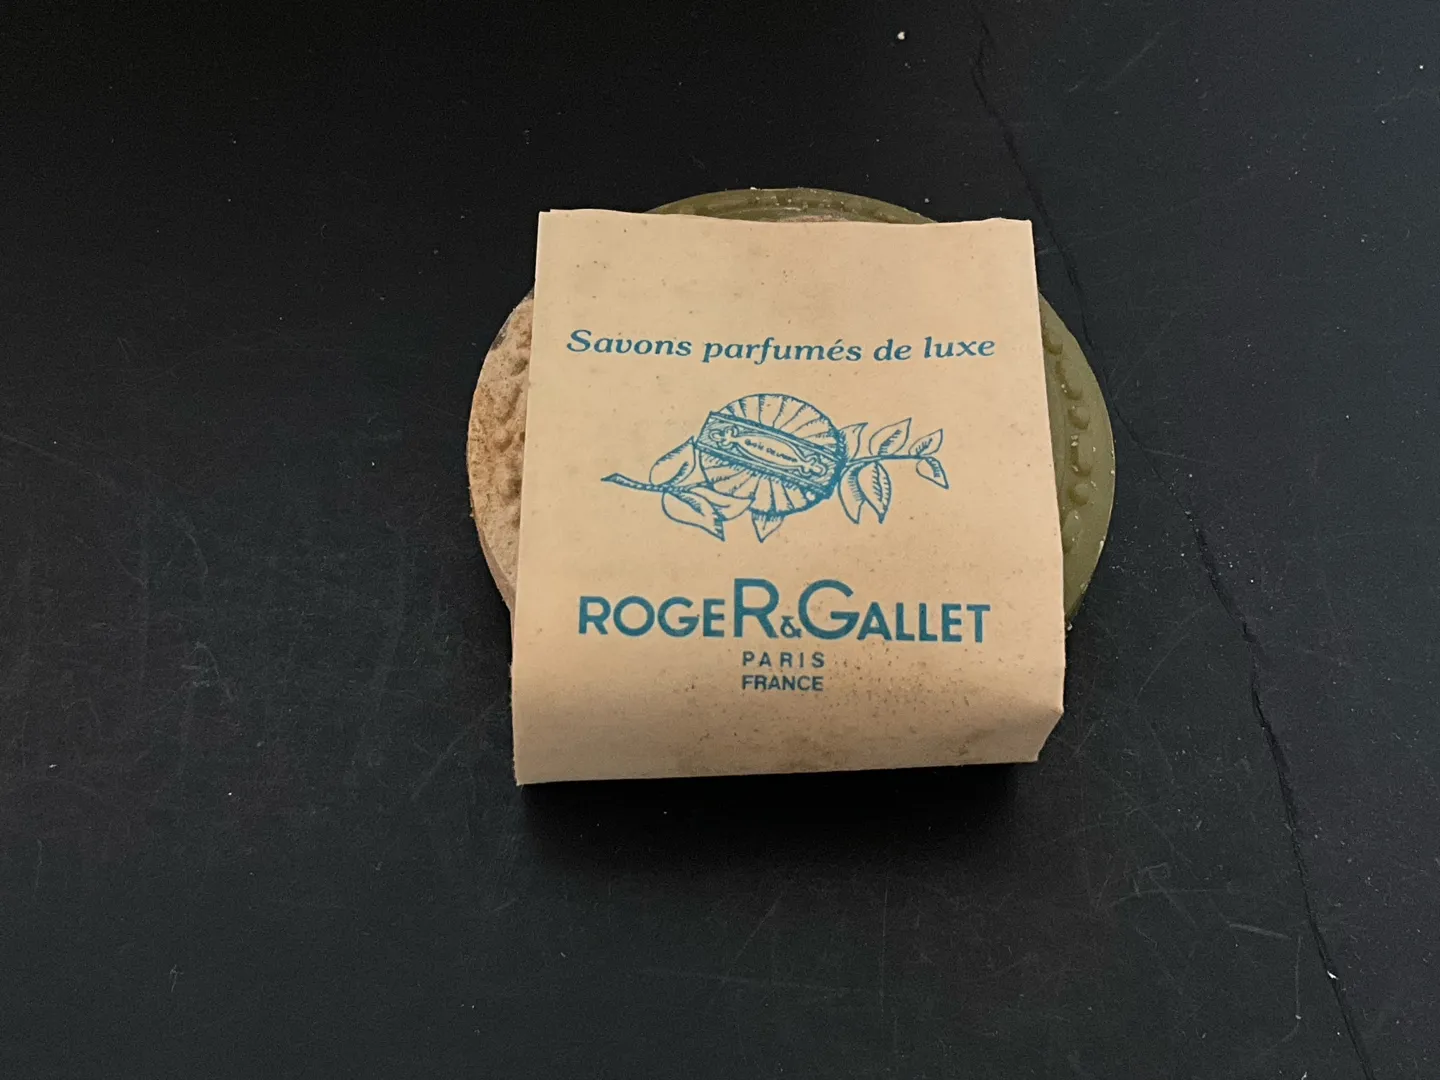 Savons parfumés de luxe
ROGER&GALLET
PARIS
FRANCE